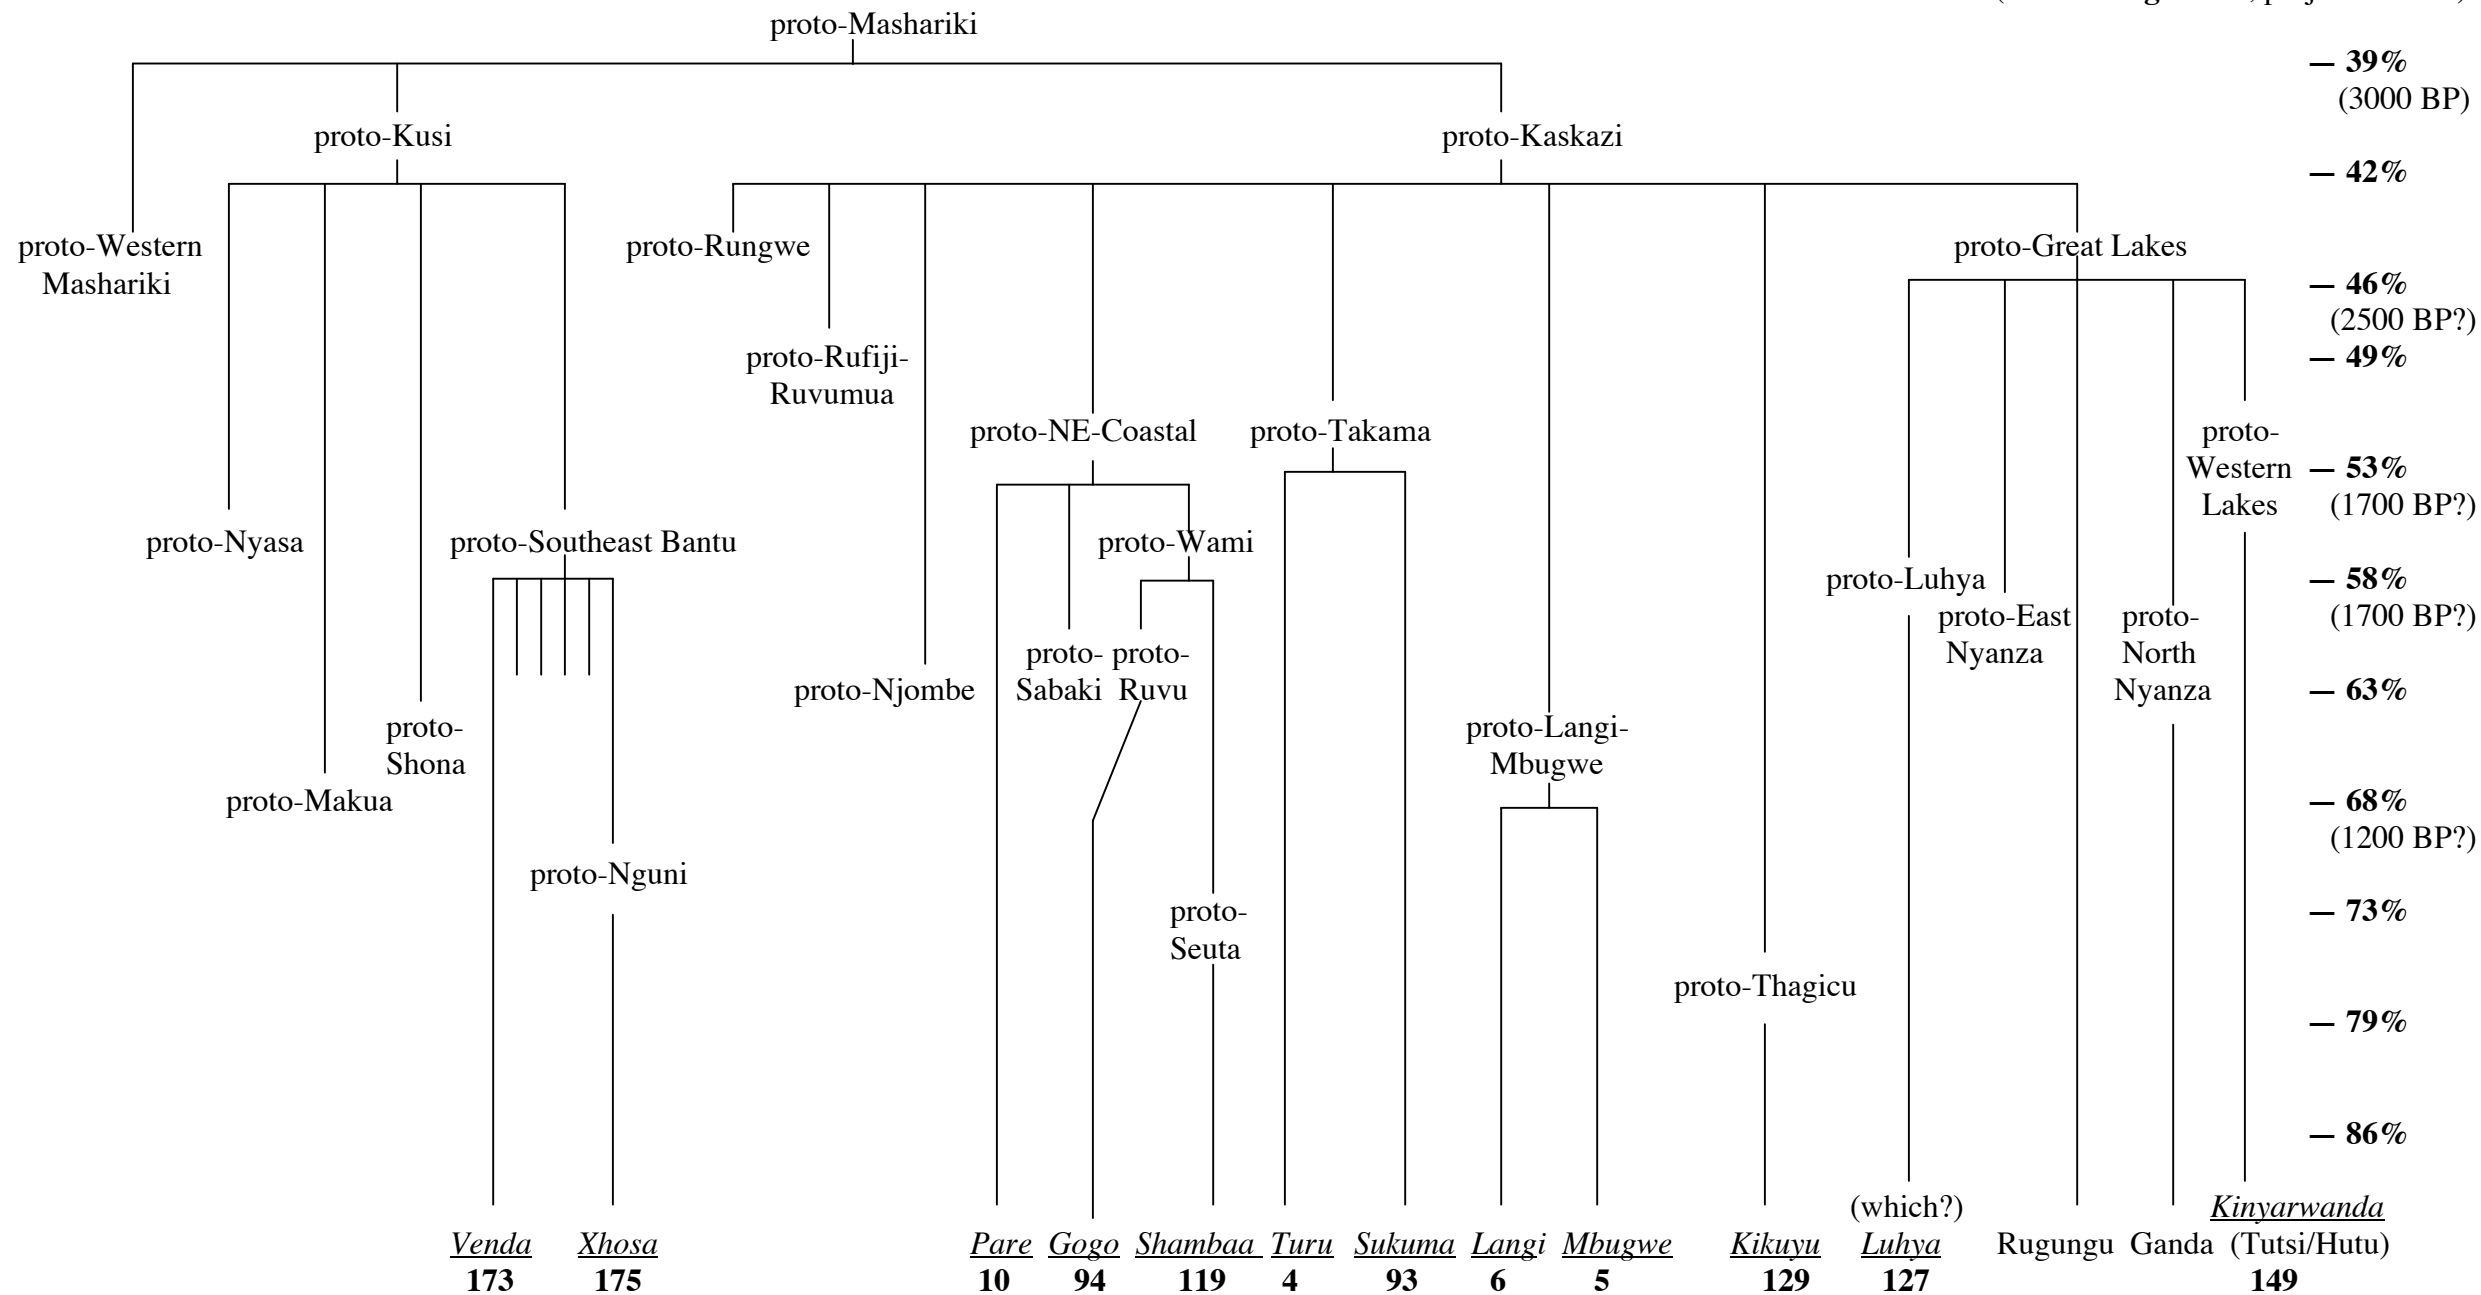 proto-Mashariki
— 39%
(3000 BP)
proto-Kusi
proto-Kaskazi
— 42%
proto-Western
Mashariki
proto-Rungwe
proto-Great Lakes
— 46%
(2500 BP?)
proto-Rufiji-
Ruvumua
— 49%
proto-NE-Coastal
proto-Takama
proto-
Western
Lakes
— 53%
(1700 BP?)
proto-Nyasa
proto-Southeast Bantu
proto-Wami
proto-Luhya
— 58%
(1700 BP?)
proto-East
Nyanza
proto-
North
Nyanza
proto-
Sabaki
proto-
Ruvu
proto-Njombe
— 63%
proto-
Shona
proto-Langi-
Mbugwe
proto-Makua
— 68%
(1200 BP?)
proto-Nguni
proto-
Seuta
— 73%
proto-Thagicu
— 79%
— 86%
Venda
173
Xhosa
175
Pare
10
Gogo
94
Shambaa
119
Turu
4
Sukuma
93
Langi
6
Mbugwe
5
Kikuyu
129
(which?)
Luhya
127
Rugungu
Ganda
Kinyarwanda
(Tutsi/Hutu)
149